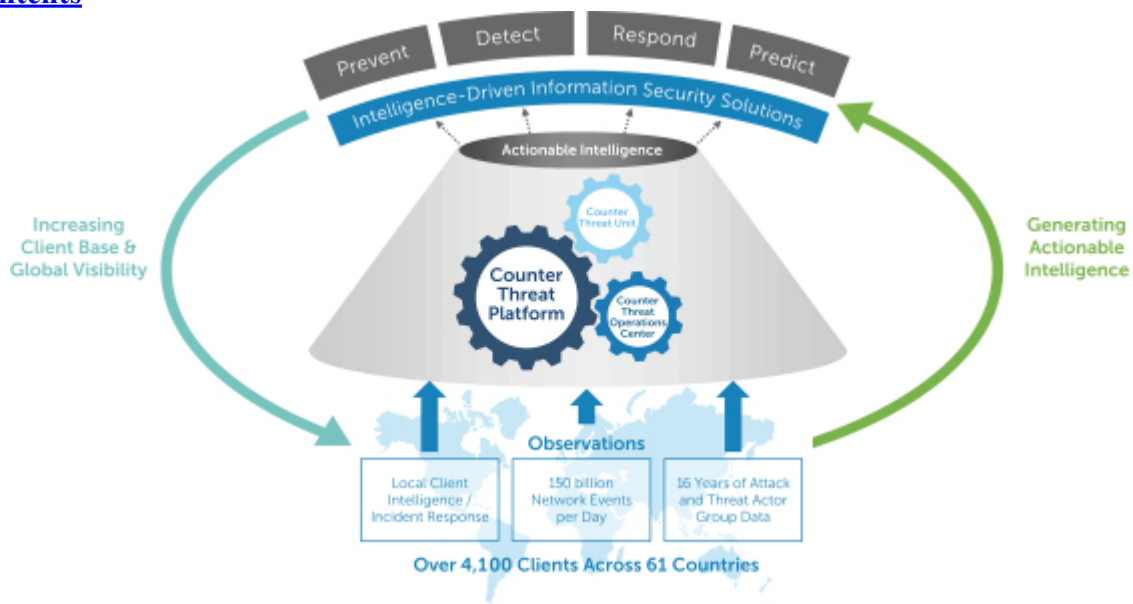 Prevent
Detect
Respond
Predict
Intelligence-Driven Information Security Solutions
Actionable Intelligence
Increasing
Client Base &
Global Visibility
Counter
Threat Unit
Counter
Threat
Platform
Counter
Threat
Operations
Center
Generating
Actionable
Intelligence
Observations
Local Client
Intelligence /
Incident Response
150 billion
Network Events
per Day
16 Years of Attack
and Threat Actor
Group Data
Over 4,100 Clients Across 61 Countries